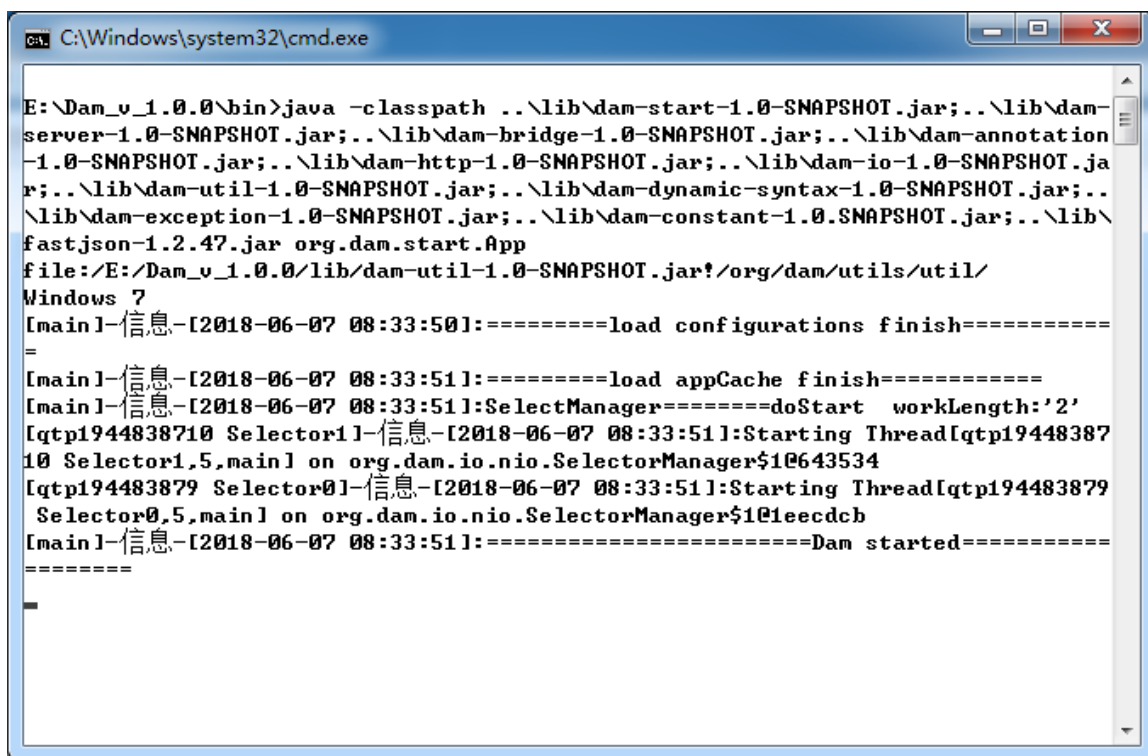 C:\Windows\system32\cmd.exe
E:\Dam_v_1.0.0\bin>java -classpath ..\lib\dam-start-1.0-SNAPSHOT.jar;..\lib\dam-
server-1.0-SNAPSHOT.jar;..\lib\dam-bridge-1.0-SNAPSHOT.jar;..\lib\dam-annotation
-1.0-SNAPSHOT.jar;..\lib\dam-http-1.0-SNAPSHOT.jar;..\lib\dam-io-1.0-SNAPSHOT.ja
r;..\lib\dam-util-1.0-SNAPSHOT.jar;..\lib\dam-dynamic-syntax-1.0-SNAPSHOT.jar;..
\lib\dam-exception-1.0-SNAPSHOT.jar;..\lib\dam-constant-1.0.SNAPSHOT.jar;..\lib\
fastjson-1.2.47.jar org.dam.start.App
file:/E:/Dam_v_1.0.0/lib/dam-util-1.0-SNAPSHOT.jar!/org/dam/utils/util/
Windows 7
[main]-信息-[2018-06-07 08:33:50]:=========load configurations finish===========
=
[main]-信息-[2018-06-07 08:33:51]:=========load appCache finish============
[main]-信息-[2018-06-07 08:33:51]:SelectManager========doStart  workLength:'2'
[qtp1944838710 Selector1]-信息-[2018-06-07 08:33:51]:Starting Thread[qtp19448387
10 Selector1,5,main] on org.dam.io.nio.SelectorManager$1@643534
[qtp194483879 Selector0]-信息-[2018-06-07 08:33:51]:Starting Thread[qtp194483879
 Selector0,5,main] on org.dam.io.nio.SelectorManager$1@1eecdcb
[main]-信息-[2018-06-07 08:33:51]:========================Dam started===========
========